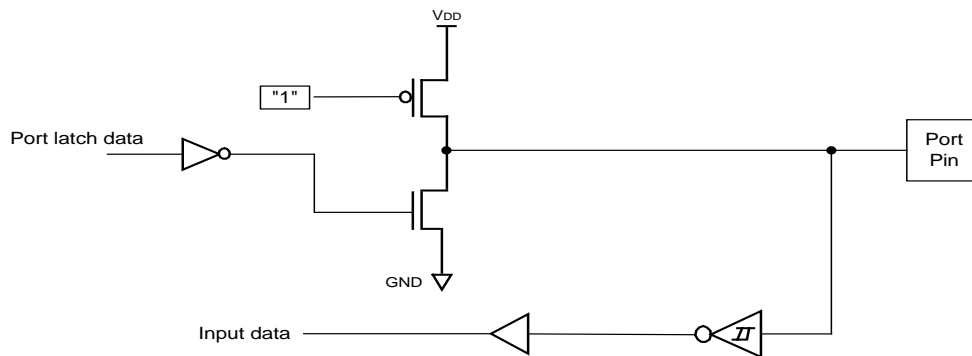 VDD
"1"
Port latch data
Port
Pin
GND
Input data